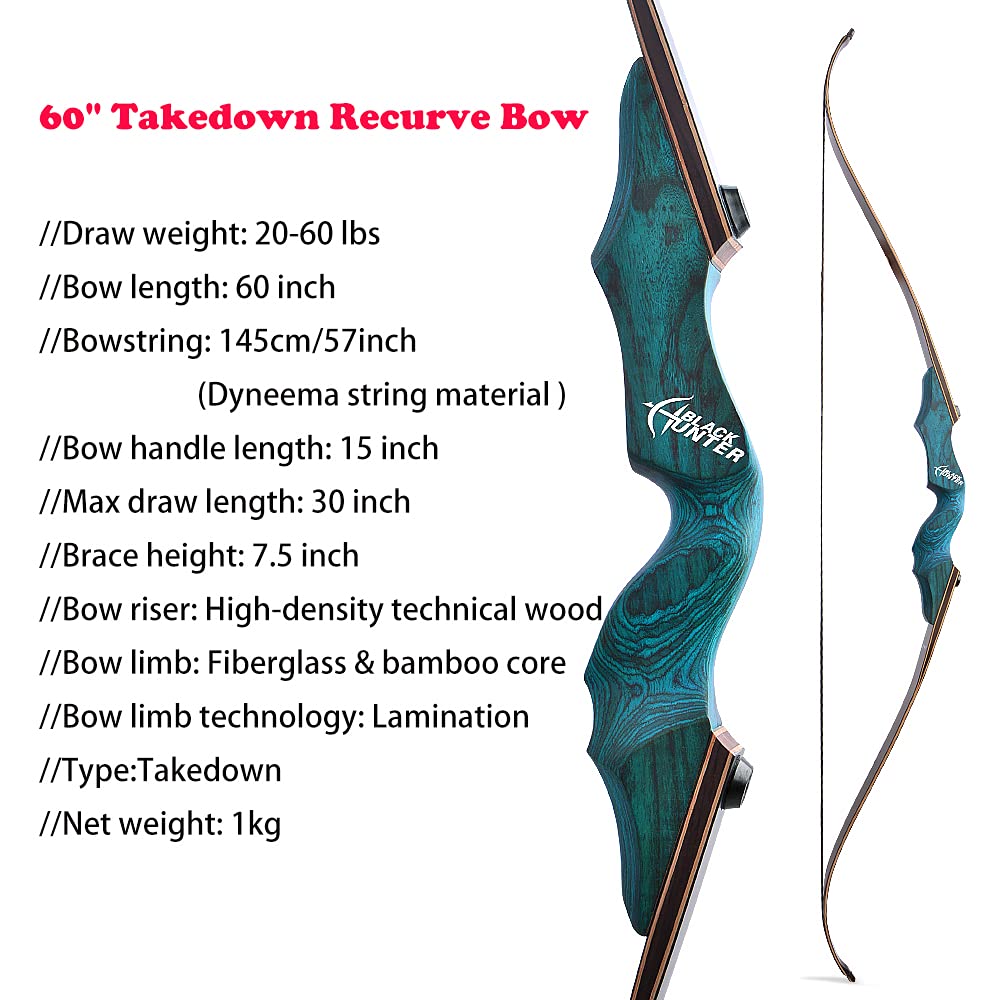 60" Takedown Recurve Bow
//Draw weight: 20-60 lbs
//Bow length: 60 inch
//Bowstring: 145cm/57inch
(Dyneema string material )
//Bow handle length: 15 inch
//Max draw length: 30 inch
//Brace height: 7.5 inch
//Bow riser: High-density technical wood
//Bow limb: Fiberglass & bamboo core
//Bow limb technology: Lamination
//Type:Takedown
//Net weight: 1kg
BLACK
HUNTER
BLACK
HUNTER